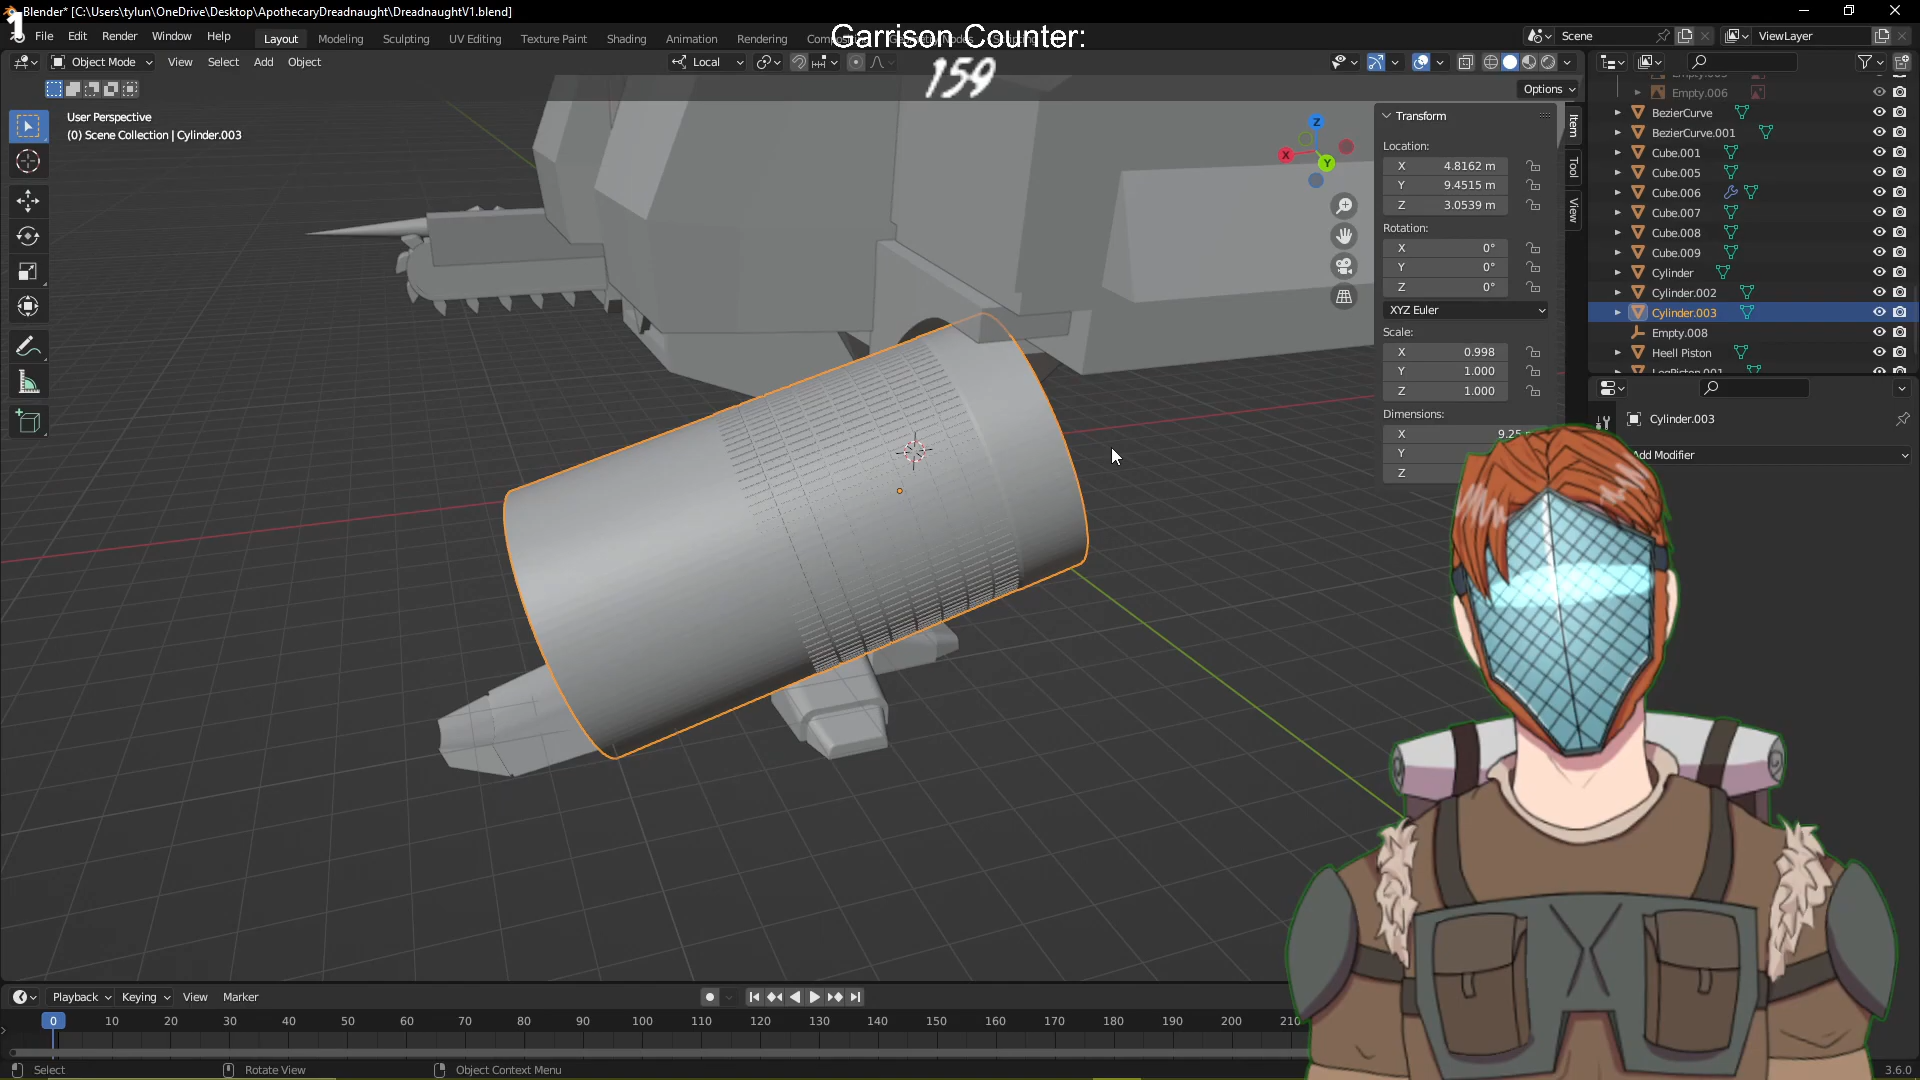 1
Blender* [C:\Users\tylun\OneDrive\Desktop\ApothecaryDreadnaught\DreadnaughtV1.blend]
File Edit Render Window Help
Layout Modeling Sculpting UV Editing Texture Paint Shading Animation Rendering
Garrison Counter:
159
Scene
ViewLayer
Object Mode View Select Add Object
Local
Options
User Perspective
(0) Scene Collection | Cylinder.003
Z
X
Y
Transform
Location:
X 4.8162 m
Y 9.4515 m
Z 3.0539 m
Rotation:
X 0°
Y 0°
Z 0°
XYZ Euler
Scale:
X 0.998
Y 1.000
Z 1.000
Dimensions:
X 9.25
Y
Z
Item
Tool
View
Empty.006
BezierCurve
BezierCurve.001
Cube.001
Cube.005
Cube.006
Cube.007
Cube.008
Cube.009
Cylinder
Cylinder.002
Cylinder.003
Empty.008
Heell Piston
LegPiston.001
Cylinder.003
Add Modifier
Playback Keying View Marker
0 10 20 30 40 50 60 70 80 90 100 110 120 130 140 150 160 170 180 190 200 210
Select Rotate View Object Context Menu
3.6.0